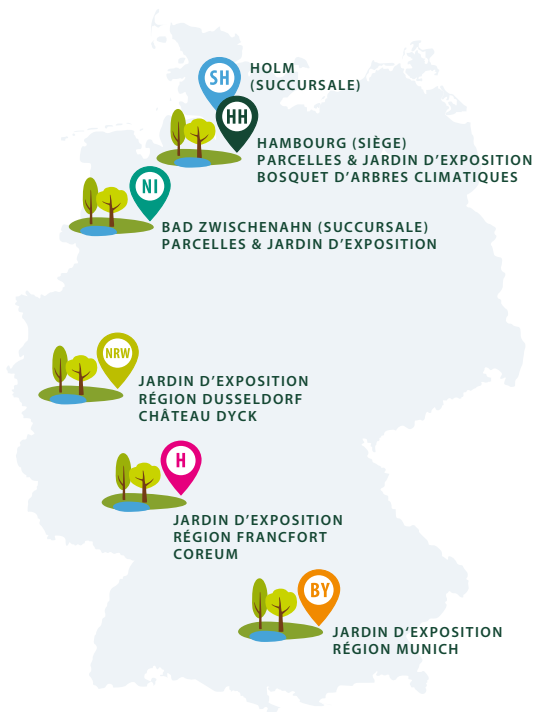 SH
HOLM
(SUCCURSALE)
HH
HAMBOURG (SIÈGE)
PARCELLES & JARDIN D’EXPOSITION
BOSQUET D’ARBRES CLIMATIQUES
NI
BAD ZWISCHENAHN (SUCCURSALE)
PARCELLES & JARDIN D’EXPOSITION
NRW
JARDIN D’EXPOSITION
RÉGION DUSSELDORF
CHÂTEAU DYCK
H
JARDIN D’EXPOSITION
RÉGION FRANCFORT
COREUM
BY
JARDIN D’EXPOSITION
RÉGION MUNICH